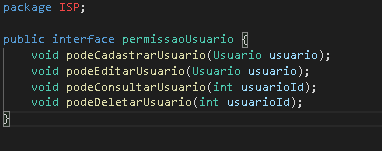 package ISP;
public interface permissaoUsuario {
void podeCadastrarUsuario(Usuario usuario);
void podeEditarUsuario(Usuario usuario);
void podeConsultarUsuario(int usuarioId);
void podeDeletarUsuario(int usuarioId);
}